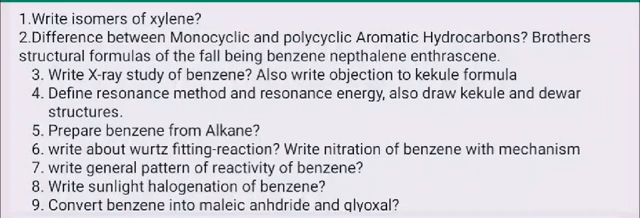 1.Write isomers of xylene?
2.Difference between Monocyclic and polycyclic Aromatic Hydrocarbons? Brothers
structural formulas of the fall being benzene nepthalene enthrascene.
3. Write X-ray study of benzene? Also write objection to kekule formula
4. Define resonance method and resonance energy, also draw kekule and dewar
structures.
5. Prepare benzene from Alkane?
6. write about wurtz fitting-reaction? Write nitration of benzene with mechanism
7. write general pattern of reactivity of benzene?
8. Write sunlight halogenation of benzene?
9. Convert benzene into maleic anhdride and glyoxal?